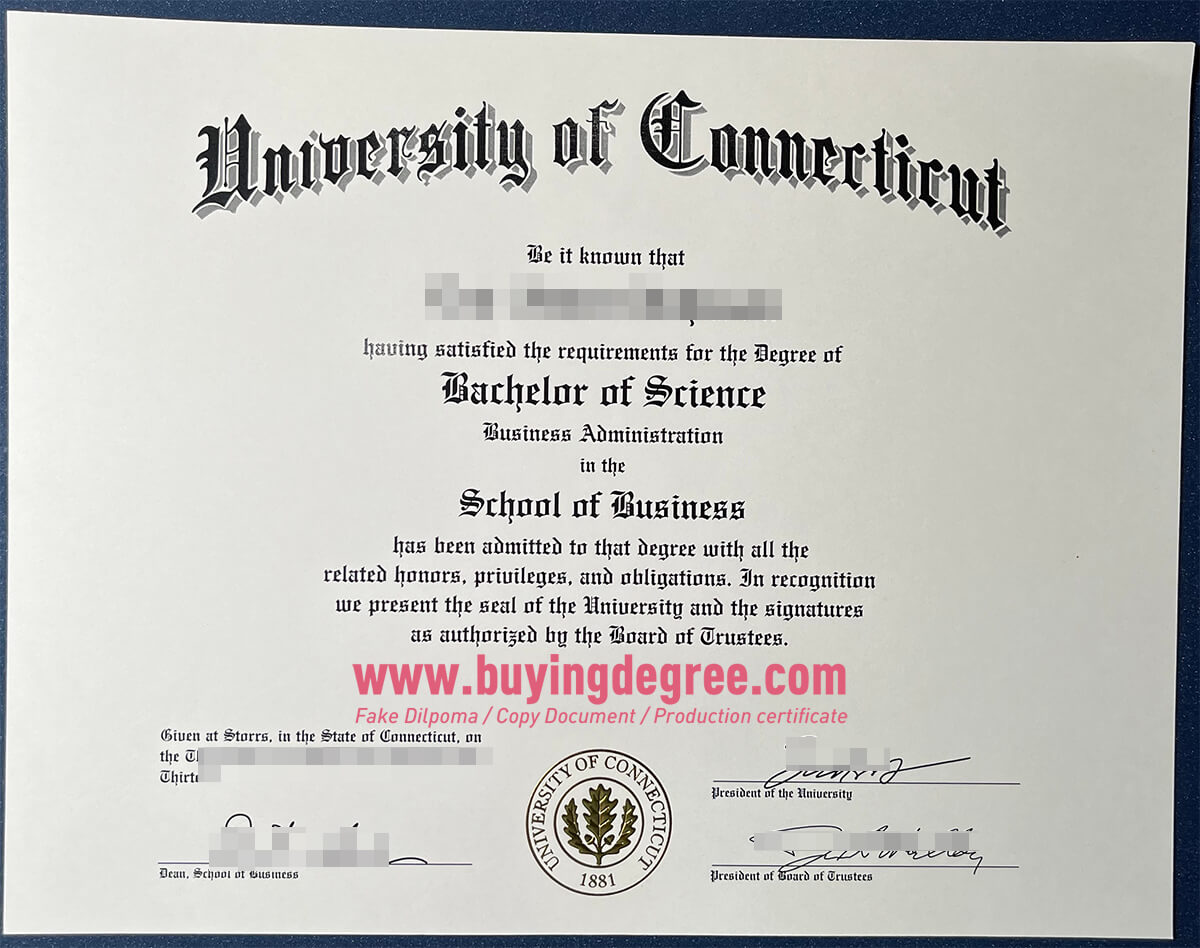 University of Connecticut
Be it known that
having satisfied the requirements for the Degree of
Bachelor of Science
Business Administration
in the
School of Business
has been admitted to that degree with all the
related honors, privileges, and obligations. In recognition
we present the seal of the University and the signatures
as authorized by the Board of Trustees.
www.buyingdegree.com
Fake Dilpoma / Copy Document / Production certificate
Given at Storrs, in the State of Connecticut, on
the
Dean, School of Business
UNIVERSITY OF CONNECTICUT
1881
President of the University
President of Board of Trustees